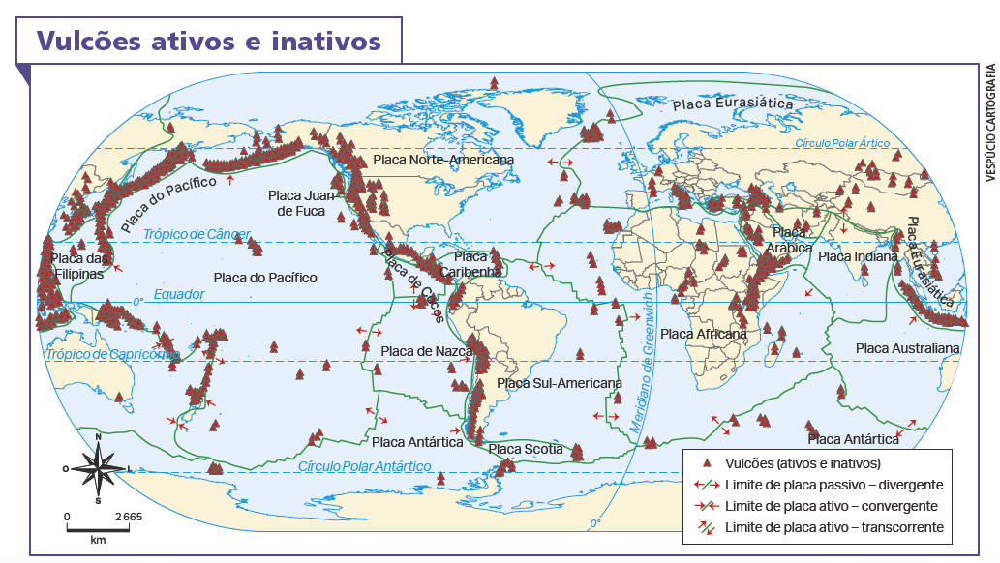 Vulcões ativos e inativos
VESPÚCIO CARTOGRAFIA
Placa Eurasiática
Círculo Polar Ártico
Placa Norte-Americana
Placa do Pacífico
Placa Juan
de Fuca
Trópico de Câncer
Placa das
Filipinas
Placa do Pacífico
Placa
Caribenha
Placa de Cocos
Placa
Arábica
Placa Indiana
Placa Eurasiática
Equador
0°
Trópico de Capricórnio
Placa de Nazca
Placa Sul-Americana
Meridiano de Greenwich
Placa Africana
Placa Australiana
Placa Antártica
Placa Scotia
Placa Antártica
Círculo Polar Antártico
0°
N
O
L
S
0 2 665
km
Vulcões (ativos e inativos)
Limite de placa passivo – divergente
Limite de placa ativo – convergente
Limite de placa ativo – transcorrente